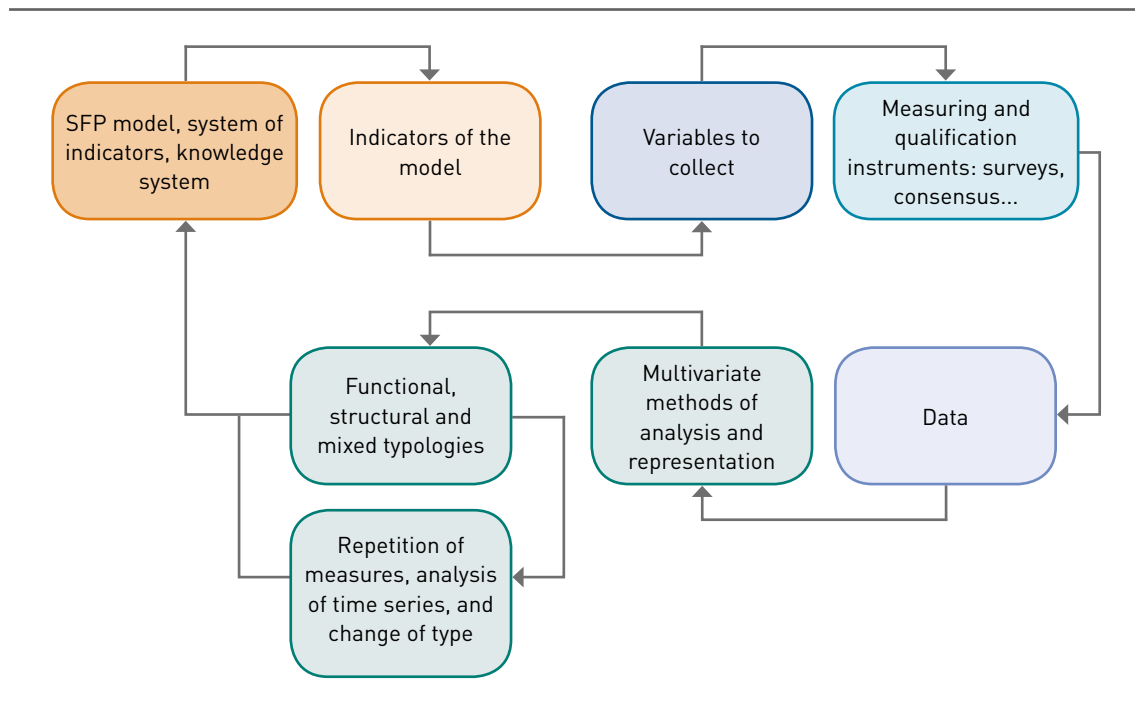 SFP model, system of
indicators, knowledge
system
Indicators of the
model
Variables to
collect
Measuring and
qualification
instruments: surveys,
consensus...
Functional,
structural and
mixed typologies
Multivariate
methods of
analysis and
representation
Data
Repetition of
measures, analysis
of time series, and
change of type